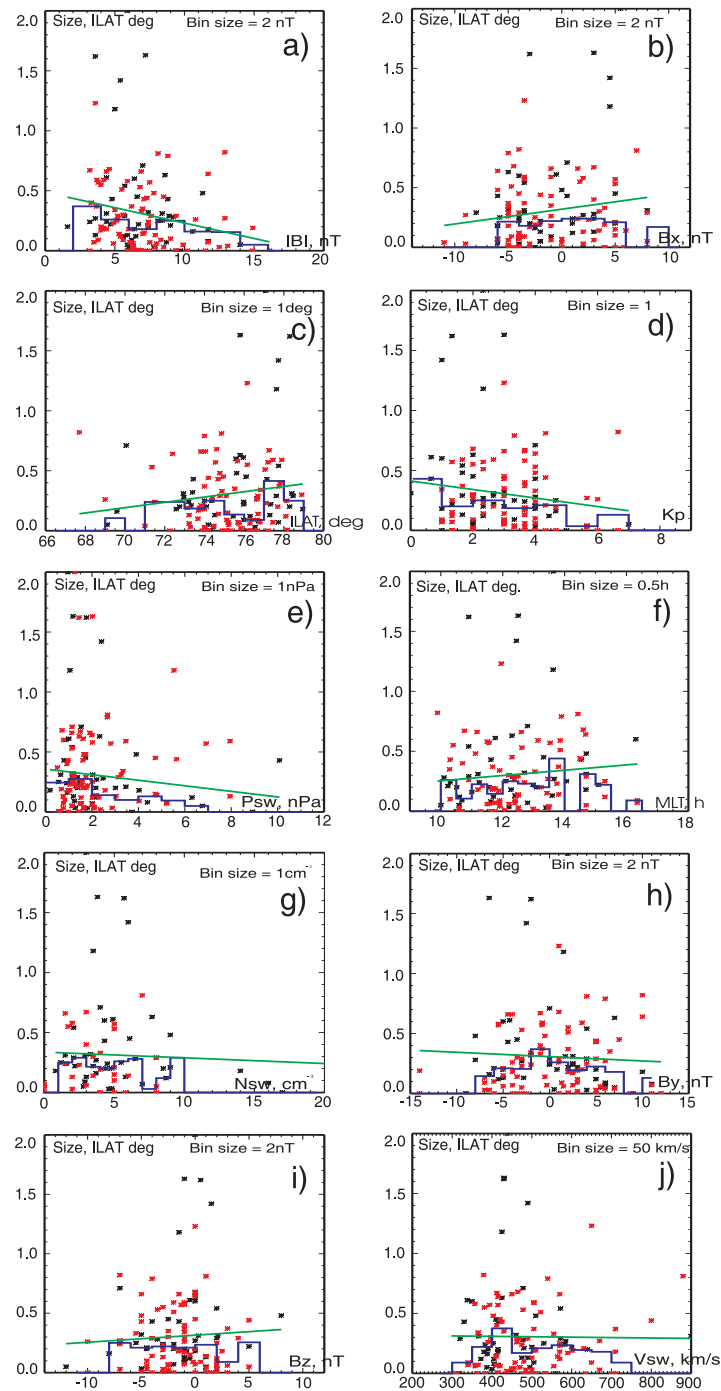 2.0 Size, ILAT deg Bin size = 2 nT
a)
1.5
1.0
0.5
0.0
IBI, nT
0 5 10 15 20
2.0 Size, ILAT deg Bin size = 2 nT
b)
1.5
1.0
0.5
0.0
Bx, nT
-10 -5 0 5 10
2.0 Size, ILAT deg Bin size = 1deg
c)
1.5
1.0
0.5
0.0
ILAT, deg
66 68 70 72 74 76 78 80
2.0 Size, ILAT deg Bin size = 1
d)
1.5
1.0
0.5
0.0
Kp
0 2 4 6 8
2.0 Size, ILAT deg Bin size = 1nPa
e)
1.5
1.0
0.5
0.0
Psw, nPa
0 2 4 6 8 10 12
2.0 Size, ILAT deg. Bin size = 0.5h
f)
1.5
1.0
0.5
0.0
MLT, h
10 12 14 16 18
2.0 Size, ILAT deg Bin size = 1cm⁻³
g)
1.5
1.0
0.5
0.0
Nsw, cm⁻³
0 5 10 15 20
2.0 Size, ILAT deg Bin size = 2 nT
h)
1.5
1.0
0.5
0.0
By, nT
-15 -10 -5 0 5 10 15
2.0 Size, ILAT deg Bin size = 2nT
i)
1.5
1.0
0.5
0.0
Bz, nT
-10 -5 0 5 10
2.0 Size, ILAT deg Bin size = 50 km/s
j)
1.5
1.0
0.5
0.0
Vsw, km/s
200 300 400 500 600 700 800 900